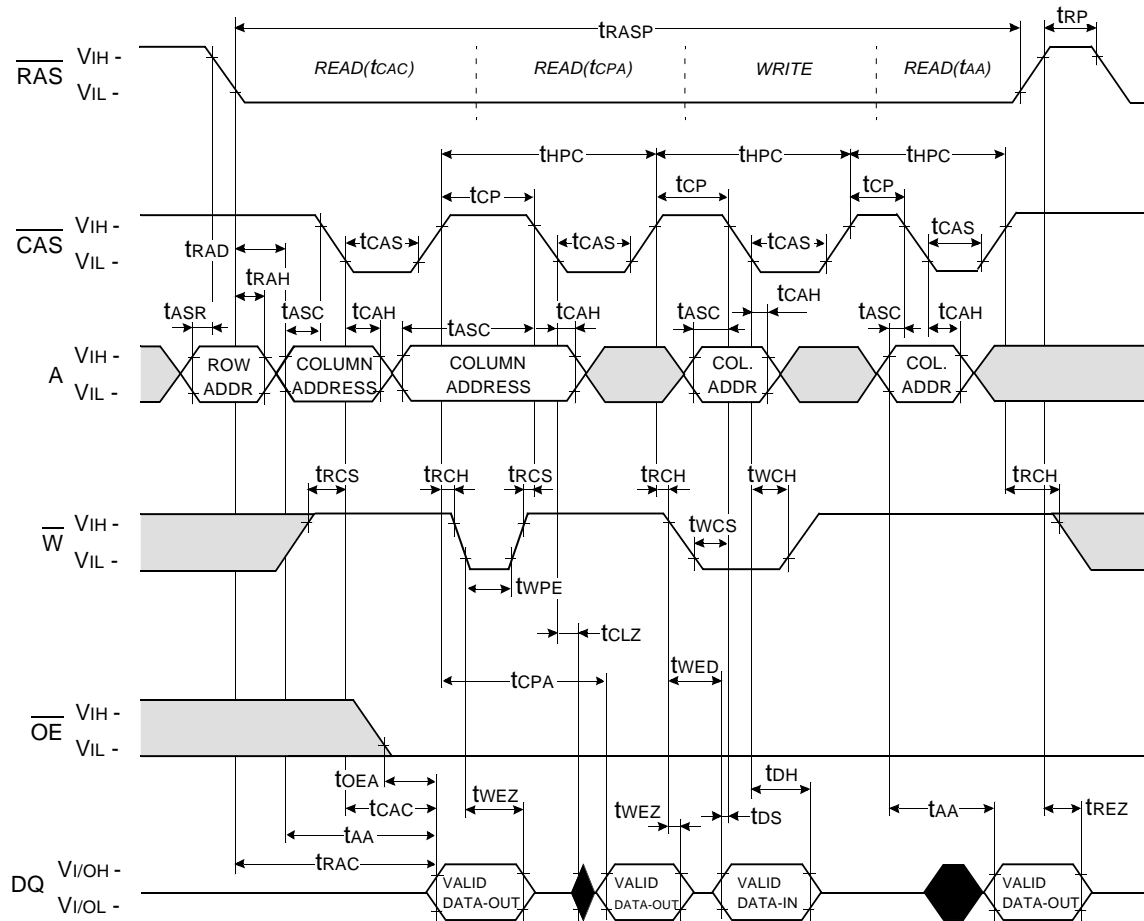 tRASP
tRP
RAS
VIH -
VIL -
READ(tCAC)
READ(tCPA)
WRITE
READ(tAA)
tHPC
tHPC
tHPC
tCP
tCP
tCP
CAS
VIH -
VIL -
tRAD
tCAS
tCAS
tCAS
tCAS
tRAH
tASR
tASC
tCAH
tASC
tCAH
tASC
tCAH
tASC
tCAH
A
VIH -
VIL -
ROW
ADDR
COLUMN
ADDRESS
COLUMN
ADDRESS
COL.
ADDR
COL.
ADDR
tRCS
tRCH
tRCS
tRCH
tWCH
tRCH
W
VIH -
VIL -
tWCS
tWPE
tCLZ
tWED
tCPA
OE
VIH -
VIL -
tOEA
tCAC
tAA
tRAC
tWEZ
tWEZ
tDH
tDS
tAA
tREZ
DQ
VI/OH -
VI/OL -
VALID
DATA-OUT
VALID
DATA-OUT
VALID
DATA-IN
VALID
DATA-OUT